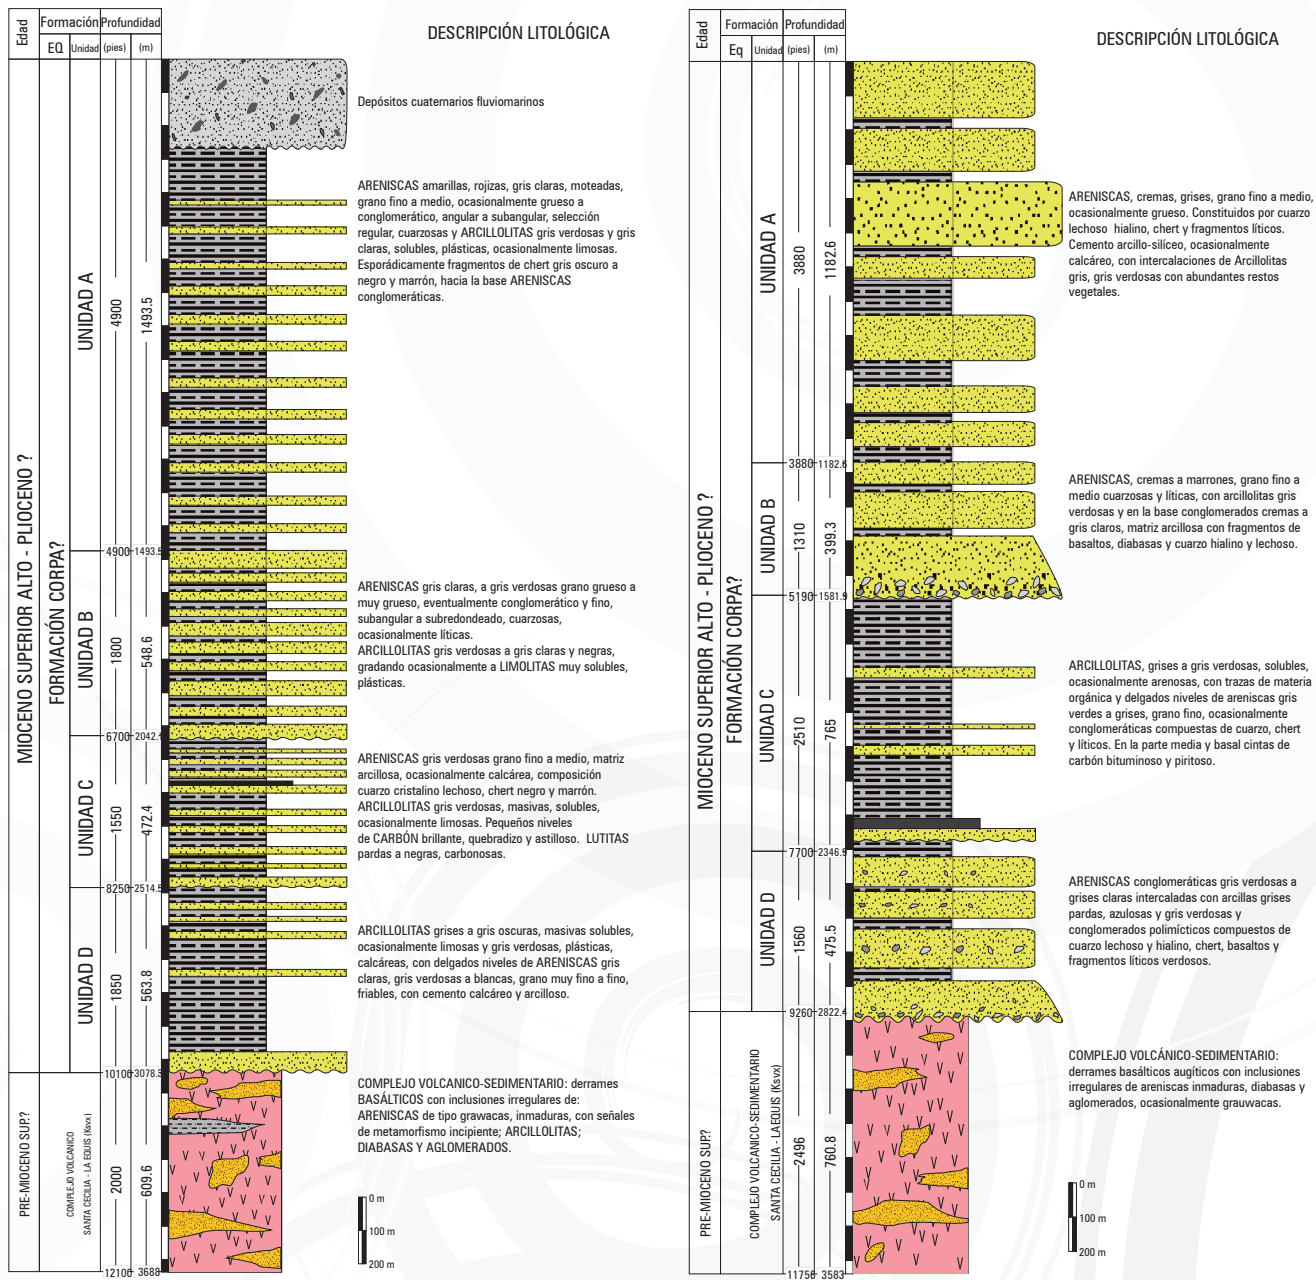 Edad
Formación
Profundidad
EQ
Unidad
(pies)
(m)
DESCRIPCIÓN LITOLÓGICA
MIOCENO SUPERIOR ALTO - PLIOCENO ?
FORMACIÓN CORPA?
UNIDAD A
4900
1493.5
Depósitos cuaternarios fluviomarinos
ARENISCAS amarillas, rojizas, gris claras, moteadas,
grano fino a medio, ocasionalmente grueso a
conglomerático, angular a subangular, selección
regular, cuarzosas y ARCILLOLITAS gris verdosas y gris
claras, solubles, plásticas, ocasionalmente limosas.
Esporádicamente fragmentos de chert gris oscuro a
negro y marrón, hacia la base ARENISCAS
conglomeráticas.
4900
1493.5
UNIDAD B
1800
548.6
ARENISCAS gris claras, a gris verdosas grano grueso a
muy grueso, eventualmente conglomerático y fino,
subangular a subredondeado, cuarzosas,
ocasionalmente líticas.
ARCILLOLITAS gris verdosas a gris claras y negras,
gradando ocasionalmente a LIMOLITAS muy solubles,
plásticas.
6700
2042.
UNIDAD C
1550
472.4
ARENISCAS gris verdosas grano fino a medio, matriz
arcillosa, ocasionalmente calcárea, composición
cuarzo cristalino lechoso, chert negro y marrón.
ARCILLOLITAS gris verdosas, masivas, solubles,
ocasionalmente limosas. Pequeños niveles
de CARBÓN brillante, quebradizo y astilloso. LUTITAS
pardas a negras, carbonosas.
8250
2514.5
UNIDAD D
1850
563.8
ARCILLOLITAS grises a gris oscuras, masivas solubles,
ocasionalmente limosas y gris verdosas, plásticas,
calcáreas, con delgados niveles de ARENISCAS gris
claras, gris verdosas a blancas, grano muy fino a fino,
friables, con cemento calcáreo y arcilloso.
10100
3078.3
PRE-MIOCENO SUP.?
COMPLEJO VOLCANICO
SANTA CECILIA - LA EQUIS (Ksvx)
2000
609.6
COMPLEJO VOLCANICO-SEDIMENTARIO: derrames
BASÁLTICOS con inclusiones irregulares de:
ARENISCAS de tipo grawacas, inmaduras, con señales
de metamorfismo incipiente; ARCILLOLITAS;
DIABASAS Y AGLOMERADOS.
0 m
100 m
200 m
12100
3688
Edad
Formación
Profundidad
Eq
Unidad
(pies)
(m)
DESCRIPCIÓN LITOLÓGICA
MIOCENO SUPERIOR ALTO - PLIOCENO ?
FORMACIÓN CORPA?
UNIDAD A
3880
1182.6
ARENISCAS, cremas, grises, grano fino a medio,
ocasionalmente grueso. Constituidos por cuarzo
lechoso hialino, chert y fragmentos líticos.
Cemento arcillo-silíceo, ocasionalmente
calcáreo, con intercalaciones de Arcillolitas
gris, gris verdosas con abundantes restos
vegetales.
3880
1182.6
UNIDAD B
1310
399.3
ARENISCAS, cremas a marrones, grano fino a
medio cuarzosas y líticas, con arcillolitas gris
verdosas y en la base conglomerados cremas a
gris claros, matriz arcillosa con fragmentos de
basaltos, diabasas y cuarzo hialino y lechoso.
5190
1581.9
UNIDAD C
2510
765
ARCILLOLITAS, grises a gris verdosas, solubles,
ocasionalmente arenosas, con trazas de materia
orgánica y delgados niveles de areniscas gris
verdes a grises, grano fino, ocasionalmente
conglomeráticas compuestas de cuarzo, chert
y líticos. En la parte media y basal cintas de
carbón bituminoso y piritoso.
7700
2346.9
UNIDAD D
1560
475.5
ARENISCAS conglomeráticas gris verdosas a
grises claras intercaladas con arcillas grises
pardas, azulosas y gris verdosas y
conglomerados polimícticos compuestos de
cuarzo lechoso y hialino, chert, basaltos y
fragmentos líticos verdosos.
9260
2822.4
PRE-MIOCENO SUP.?
COMPLEJO VOLCANICO-SEDIMENTARIO
SANTA CECILIA - LA EQUIS (Ksvx)
2496
760.8
COMPLEJO VOLCÁNICO-SEDIMENTARIO:
derrames basálticos augíticos con inclusiones
irregulares de areniscas inmaduras, diabasas y
aglomerados, ocasionalmente grauwacas.
0 m
100 m
200 m
11756
3583